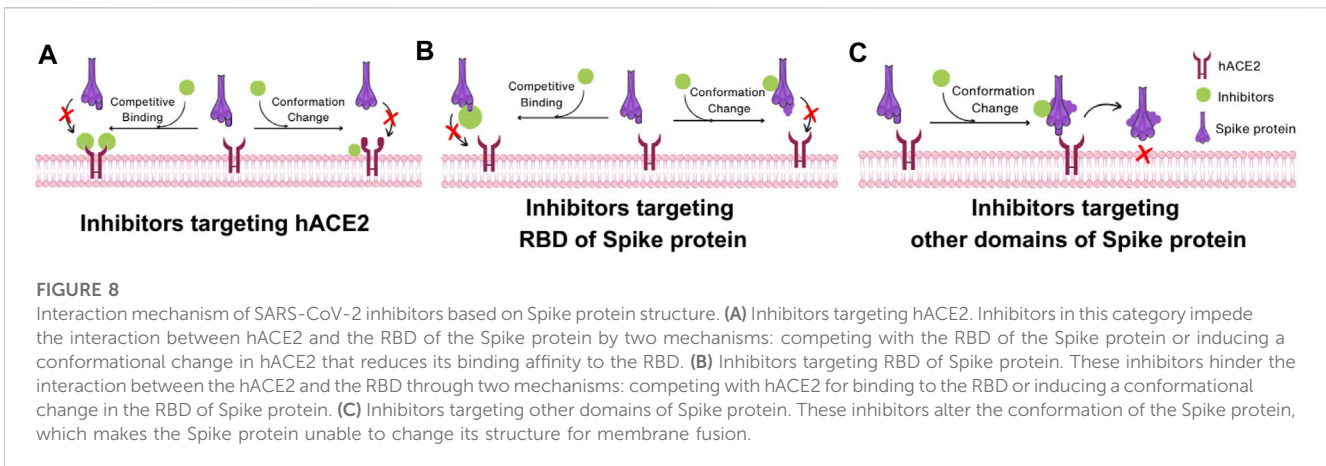 A
B
C
Competitive
Binding
Conformation
Change
Competitive
Binding
Conformation
Change
Conformation
Change
hACE2
Inhibitors
Spike protein
Inhibitors targeting hACE2
Inhibitors targeting
RBD of Spike protein
Inhibitors targeting
other domains of Spike protein
FIGURE 8
Interaction mechanism of SARS-CoV-2 inhibitors based on Spike protein structure. (A) Inhibitors targeting hACE2. Inhibitors in this category impede
the interaction between hACE2 and the RBD of the Spike protein by two mechanisms: competing with the RBD of the Spike protein or inducing a
conformational change in hACE2 that reduces its binding affinity to the RBD. (B) Inhibitors targeting RBD of Spike protein. These inhibitors hinder the
interaction between the hACE2 and the RBD through two mechanisms: competing with hACE2 for binding to the RBD or inducing a conformational
change in the RBD of Spike protein. (C) Inhibitors targeting other domains of Spike protein. These inhibitors alter the conformation of the Spike protein,
which makes the Spike protein unable to change its structure for membrane fusion.